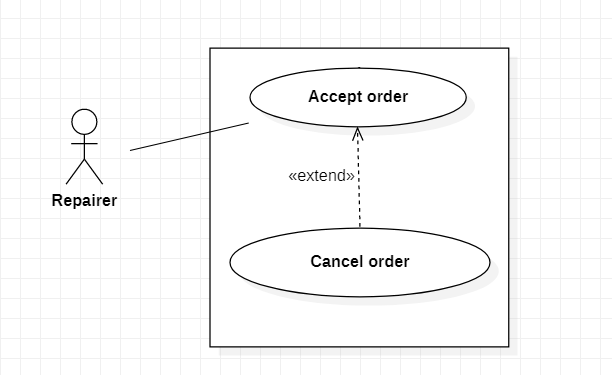 Accept order
«extend»
Repairer
Cancel order